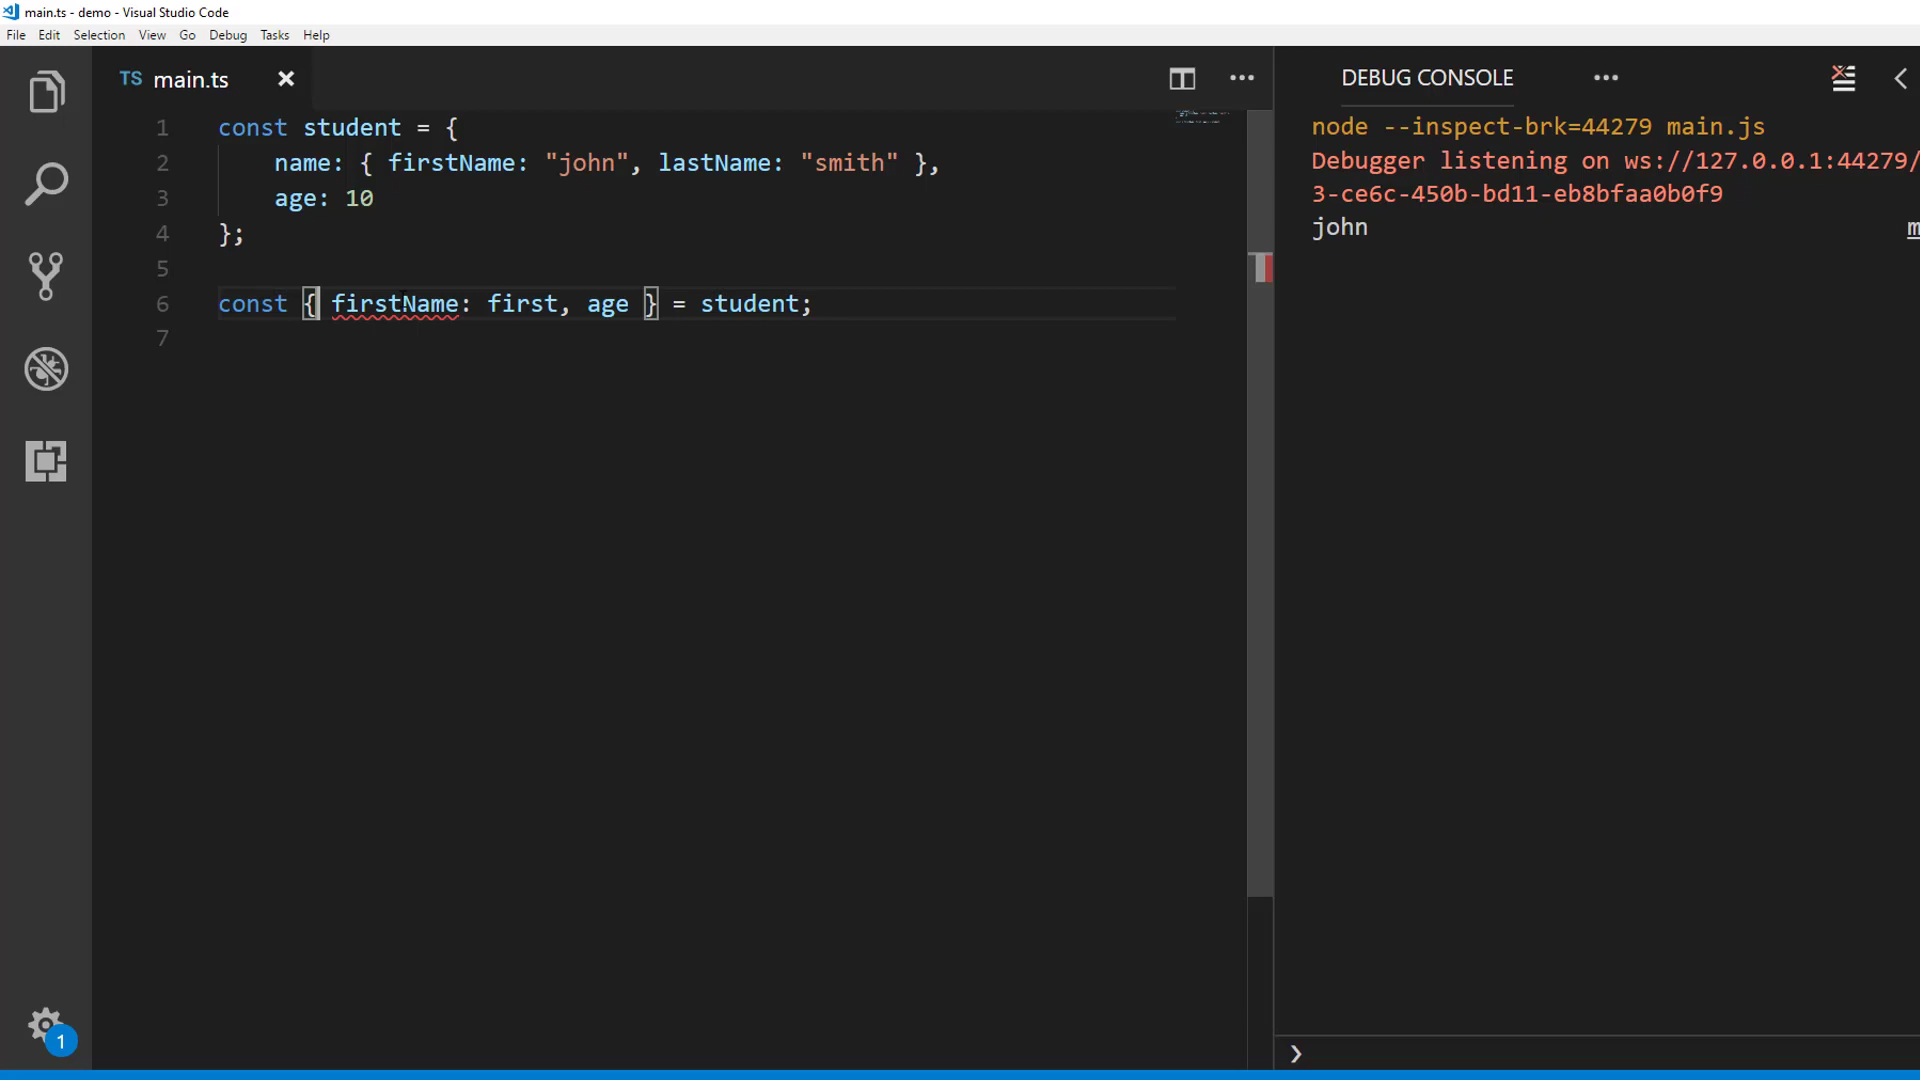 main.ts - demo - Visual Studio Code
File Edit Selection View Go Debug Tasks Help
TS main.ts
1 const student = {
2 name: { firstName: "john", lastName: "smith" },
3 age: 10
4 };
5
6 const { firstName: first, age } = student;
7
DEBUG CONSOLE
node --inspect-brk=44279 main.js
Debugger listening on ws://127.0.0.1:44279/
3-ce6c-450b-bd11-eb8bfaa0b0f9
john m
1